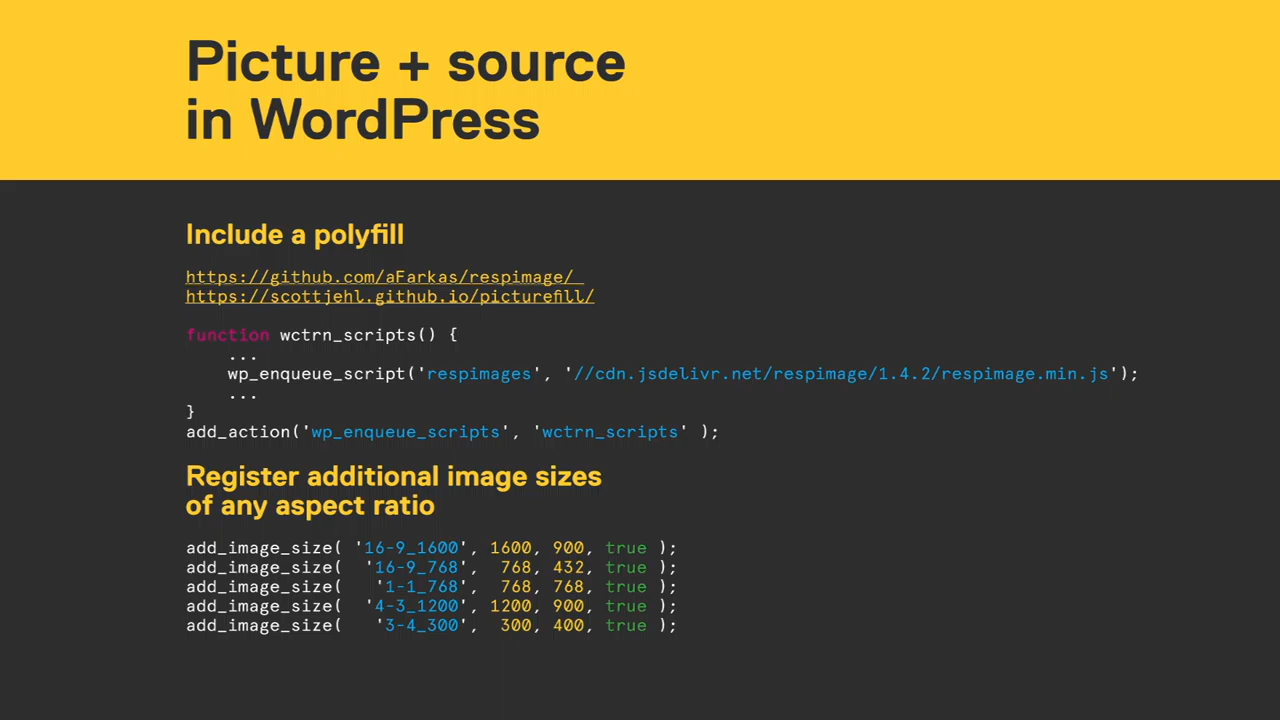 Picture + source
in WordPress
Include a polyfill
https://github.com/aFarkas/respimage/
https://scottjehl.github.io/picturefill/
function wctrn_scripts() {
...
wp_enqueue_script('respimages', '//cdn.jsdelivr.net/respimage/1.4.2/respimage.min.js');
...
}
add_action('wp_enqueue_scripts', 'wctrn_scripts' );
Register additional image sizes
of any aspect ratio
add_image_size( '16-9_1600', 1600, 900, true );
add_image_size( '16-9_768', 768, 432, true );
add_image_size( '1-1_768', 768, 768, true );
add_image_size( '4-3_1200', 1200, 900, true );
add_image_size( '3-4_300', 300, 400, true );